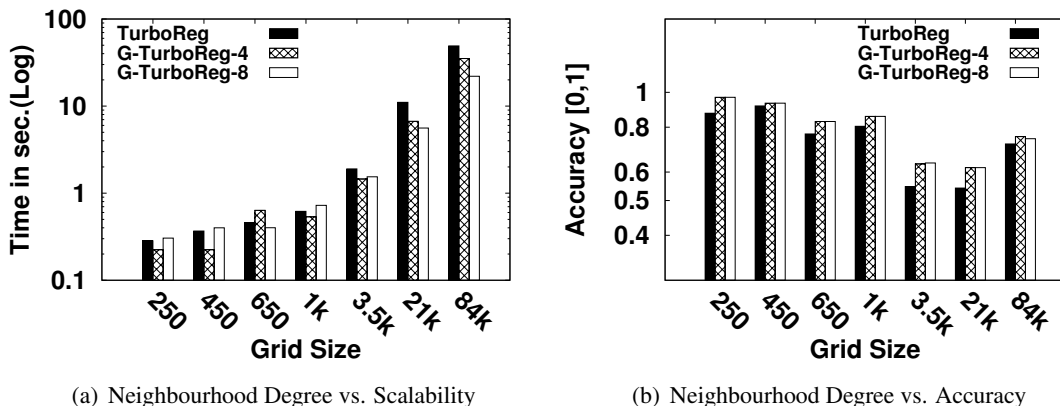 100
10
1
0.1
Time in sec.(Log)
TurboReg
G-TurboReg-4
G-TurboReg-8
250
450
650
1k
3.5k
21k
84k
Grid Size
(a) Neighbourhood Degree vs. Scalability
1
0.8
0.6
0.5
0.4
Accuracy [0,1]
TurboReg
G-TurboReg-4
G-TurboReg-8
250
450
650
1k
3.5k
21k
84k
Grid Size
(b) Neighbourhood Degree vs. Accuracy